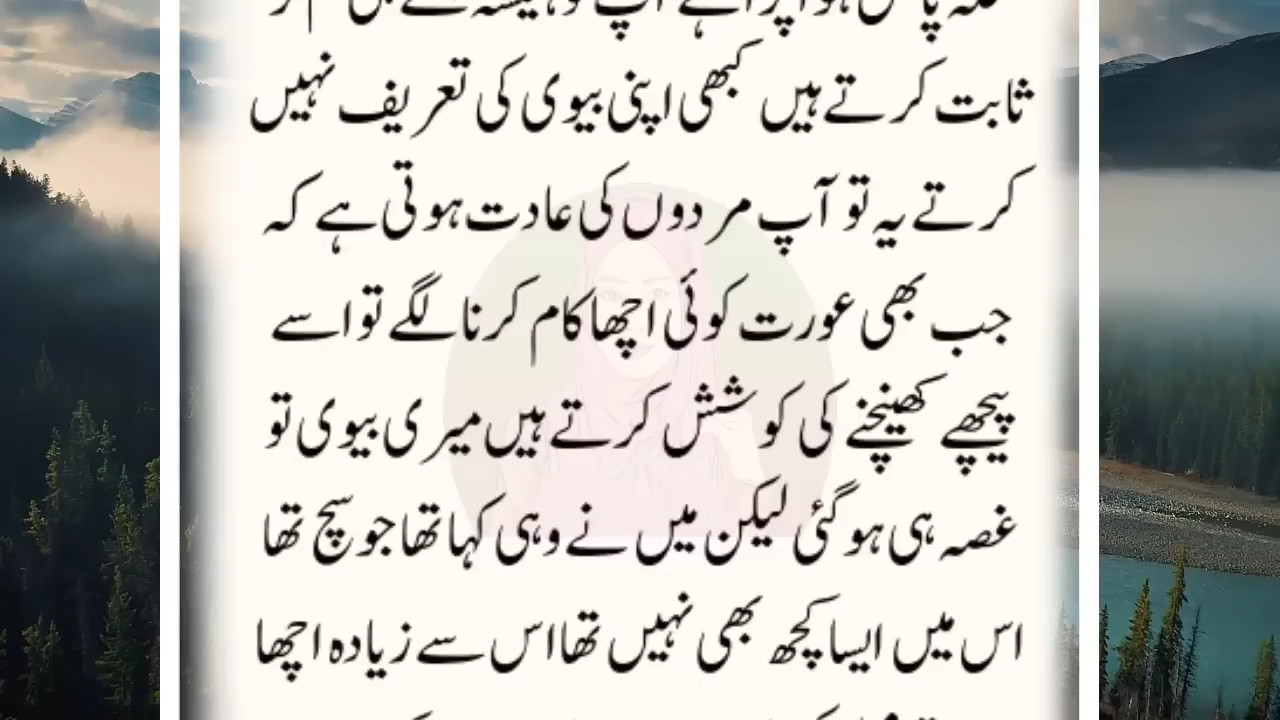 ثابت کرتے ہیں کبھی اپنی بیوی کی تعریف نہیں
کرتے یہ تو آپ مردوں کی عادت ہوتی ہے کہ
جب بھی عورت کوئی اچھا کام کرنا لگے تو اسے
پیچھے کھینچنے کی کوشش کرتے ہیں میری بیوی تو
غصہ ہی ہو گئی لیکن میں نے وہی کہا تھا جو سچ تھا
اس میں ایسا کچھ بھی نہیں تھا اس سے زیادہ اچھا